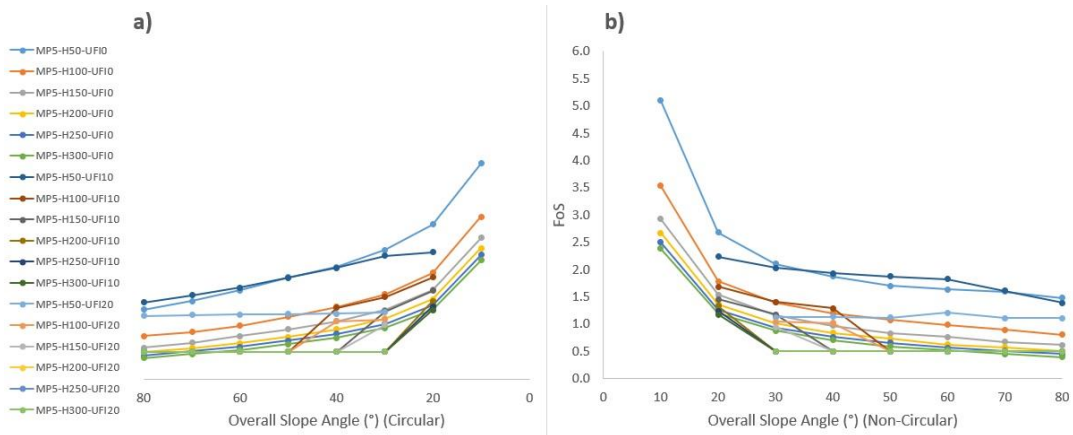 a)
b)
MP5-H50-UFI0
MP5-H100-UFI0
MP5-H150-UFI0
MP5-H200-UFI0
MP5-H250-UFI0
MP5-H300-UFI0
MP5-H50-UFI10
MP5-H100-UFI10
MP5-H150-UFI10
MP5-H200-UFI10
MP5-H250-UFI10
MP5-H300-UFI10
MP5-H50-UFI20
MP5-H100-UFI20
MP5-H150-UFI20
MP5-H200-UFI20
MP5-H250-UFI20
MP5-H300-UFI20
80 60 40 20 0
Overall Slope Angle (°) (Circular)
6.0
5.5
5.0
4.5
4.0
3.5
3.0
2.5
2.0
1.5
1.0
0.5
0.0
FoS
0 10 20 30 40 50 60 70 80
Overall Slope Angle (°) (Non-Circular)